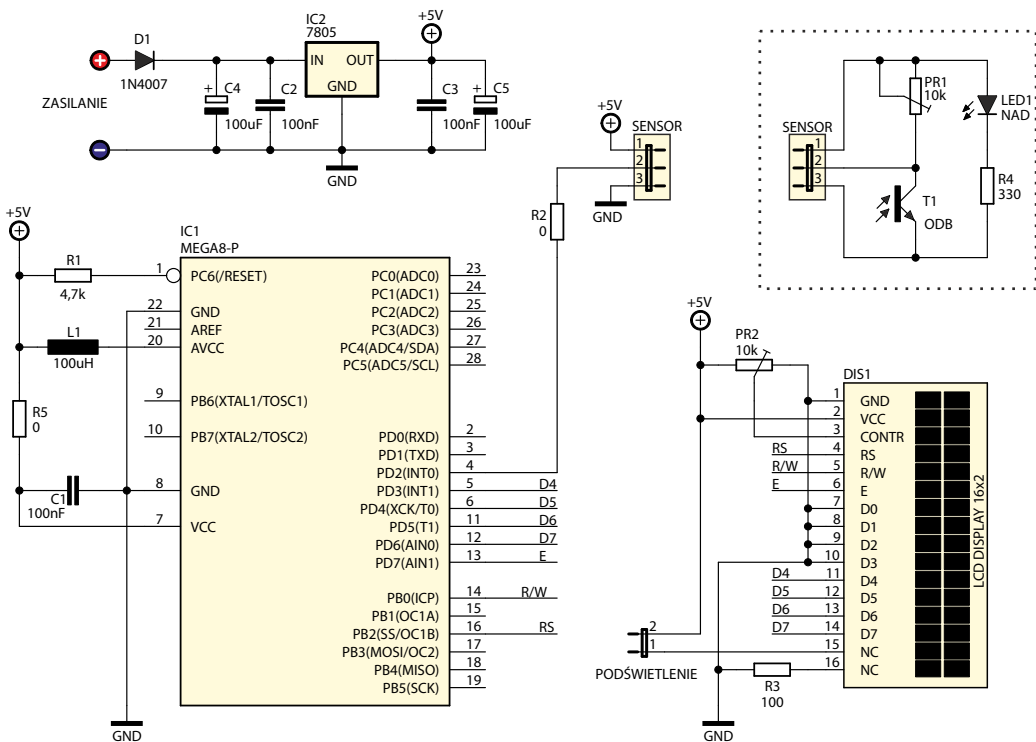 D1
1N4007
ZASILANIE
+
C4
100uF
C2
100nF
IC2
7805
IN OUT
GND
GND
+5V
C3
100nF
+
C5
100uF
+5V
SENSOR
1
2
3
GND
R2
0
SENSOR
1
2
3
PR1
10k
LED1
NAD
R4
330
T1
ODB
+5V
R1
4,7k
L1
100uH
R5
0
C1
100nF
GND
IC1
MEGA8-P
1 PC6(/RESET)
22 GND
21 AREF
20 AVCC
9 PB6(XTAL1/TOSC1)
10 PB7(XTAL2/TOSC2)
8 GND
7 VCC
PC0(ADC0) 23
PC1(ADC1) 24
PC2(ADC2) 25
PC3(ADC3) 26
PC4(ADC4/SDA) 27
PC5(ADC5/SCL) 28
PD0(RXD) 2
PD1(TXD) 3
PD2(INT0) 4
PD3(INT1) 5 D4
PD4(XCK/T0) 6 D5
PD5(T1) 11 D6
PD6(AIN0) 12 D7
PD7(AIN1) 13 E
PB0(ICP) 14 R/W
PB1(OC1A) 15
PB2(SS/OC1B) 16 RS
PB3(MOSI/OC2) 17
PB4(MISO) 18
PB5(SCK) 19
+5V
PR2
10k
2
1
PODŚWIETLENIE
GND
R3
100
DIS1
1 GND
2 VCC
3 CONTR
RS 4 RS
R/W 5 R/W
E 6 E
7 D0
8 D1
9 D2
10 D3
D4 11 D4
D5 12 D5
D6 13 D6
D7 14 D7
15 NC
16 NC
LCD DISPLAY 16x2